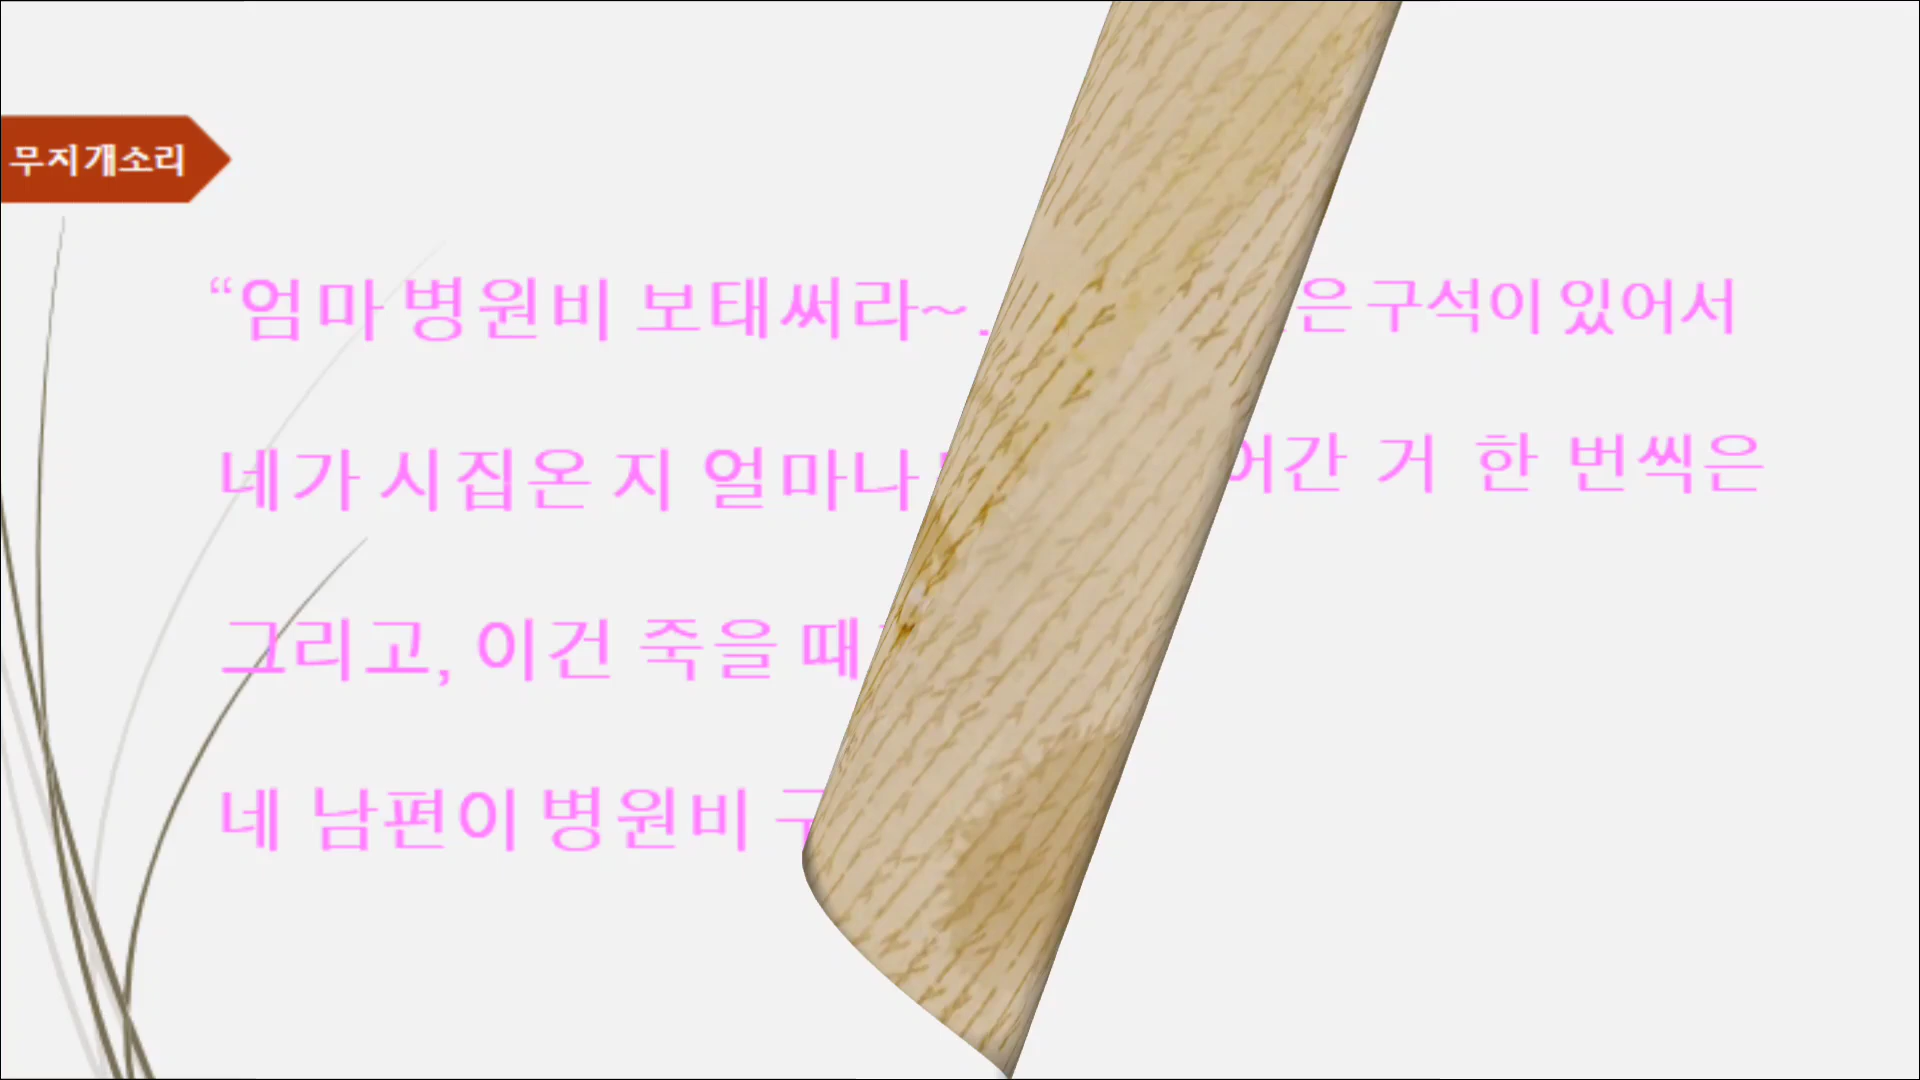 무지개소리
“엄마 병원비 보태써라~. 은구석이 있어서
네가 시집온 지 얼마나 어간 거 한 번씩은
그리고, 이건 죽을 때
네 남편이 병원비